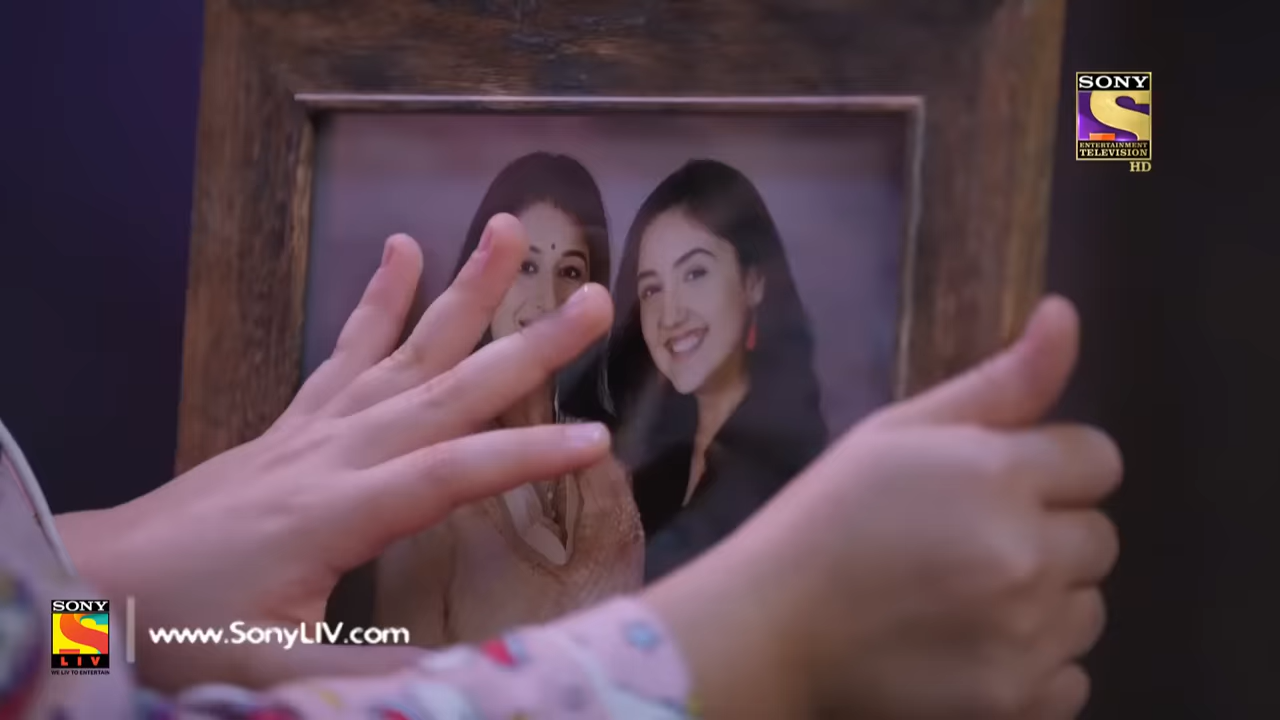 SONY
ENTERTAINMENT
TELEVISION
HD
SONY
LIV
WE LIV TO ENTERTAIN
www.SonyLIV.com